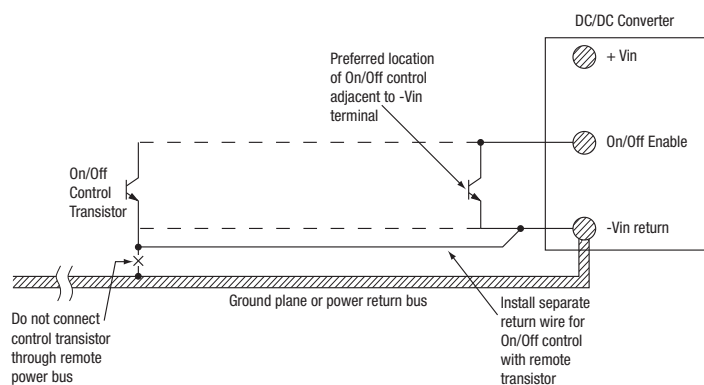 DC/DC Converter
+ Vin
Preferred location
of On/Off control
adjacent to -Vin
terminal
On/Off Enable
On/Off
Control
Transistor
-Vin return
Ground plane or power return bus
Do not connect
control transistor
through remote
power bus
Install separate
return wire for
On/Off control
with remote
transistor